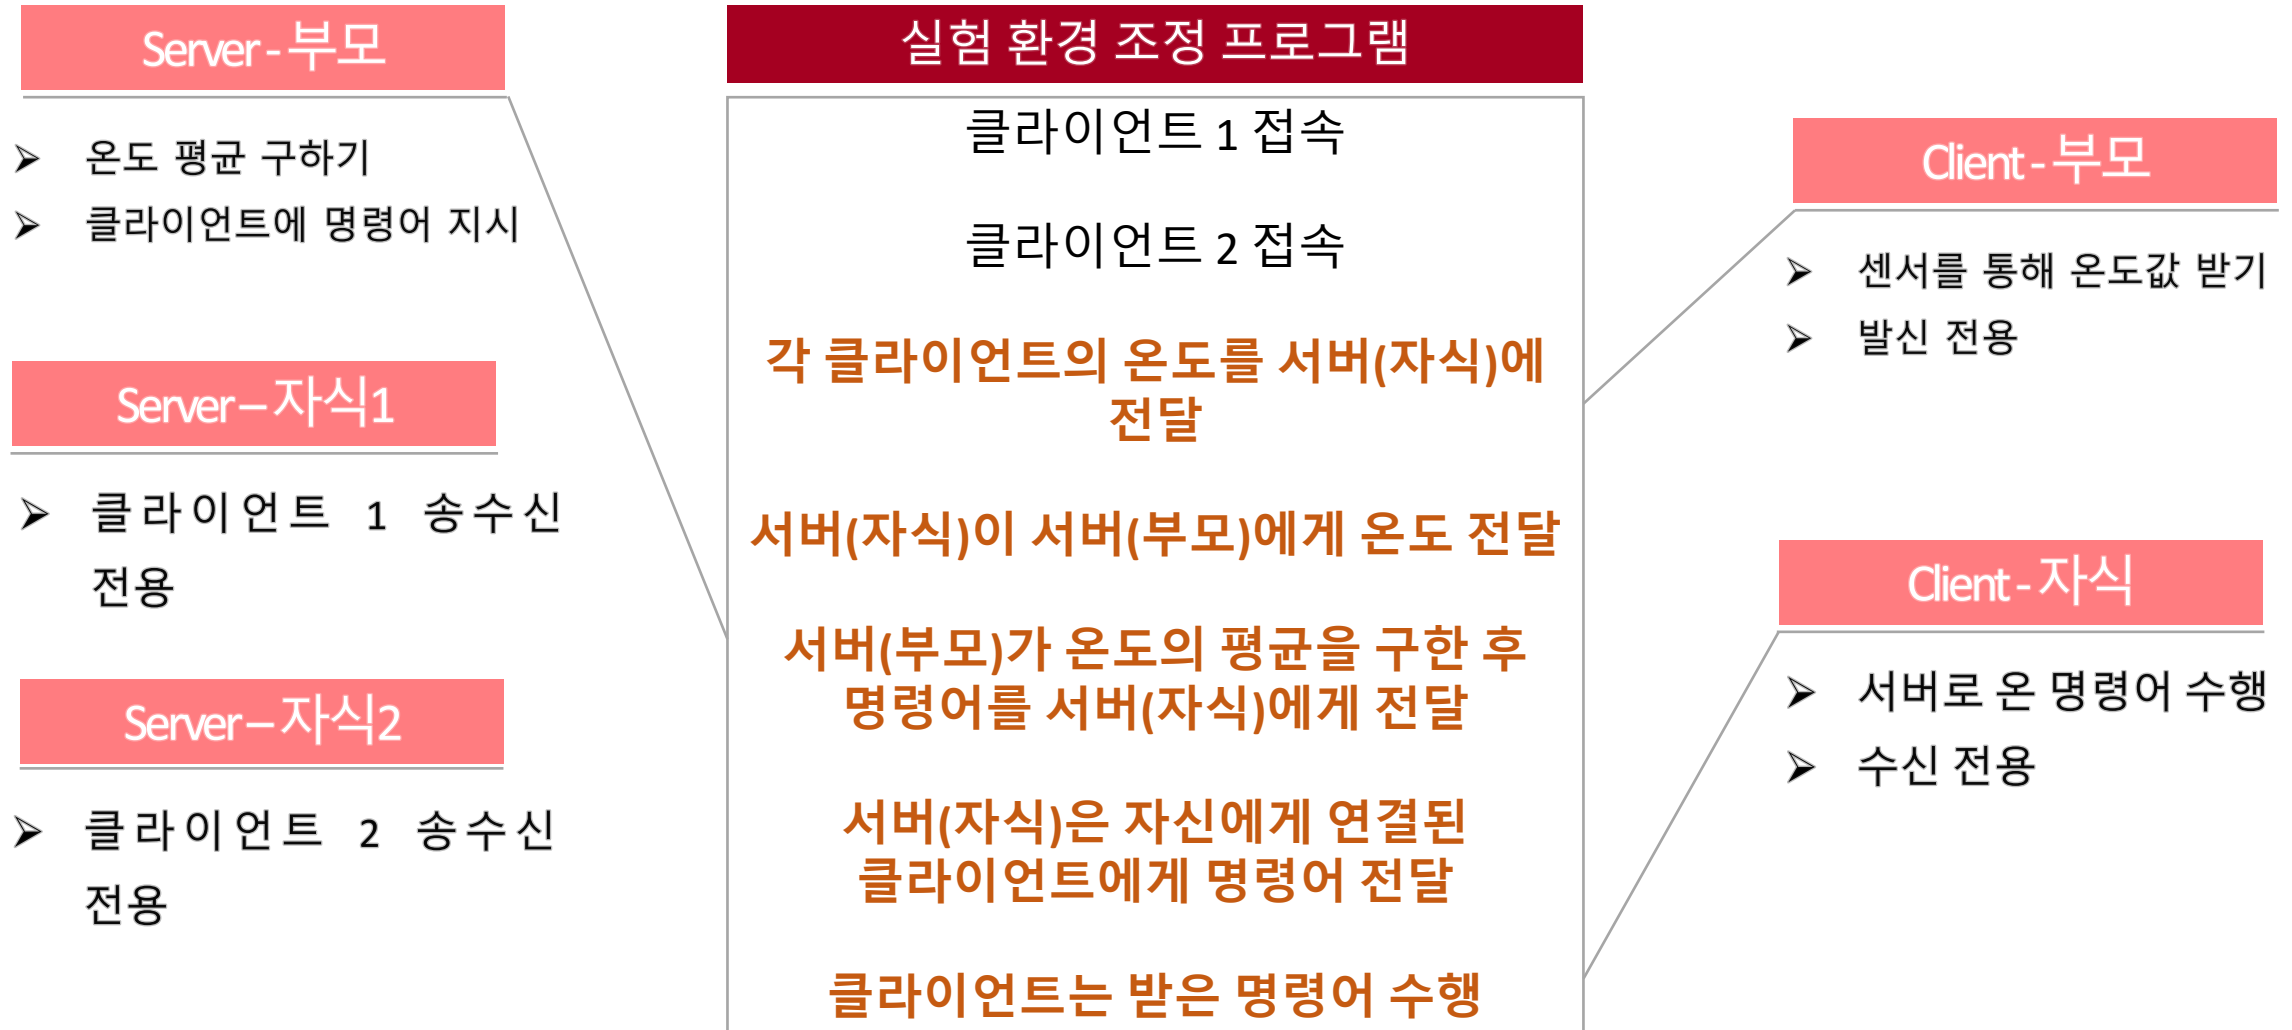 Server - 부모
➢ 온도 평균 구하기
➢ 클라이언트에 명령어 지시
Server – 자식1
➢ 클라이언트 1 송수신
전용
Server – 자식2
➢ 클라이언트 2 송수신
전용
실험 환경 조정 프로그램
클라이언트 1 접속
클라이언트 2 접속
각 클라이언트의 온도를 서버(자식)에
전달
서버(자식)이 서버(부모)에게 온도 전달
서버(부모)가 온도의 평균을 구한 후
명령어를 서버(자식)에게 전달
서버(자식)은 자신에게 연결된
클라이언트에게 명령어 전달
클라이언트는 받은 명령어 수행
Client - 부모
➢ 센서를 통해 온도값 받기
➢ 발신 전용
Client - 자식
➢ 서버로 온 명령어 수행
➢ 수신 전용